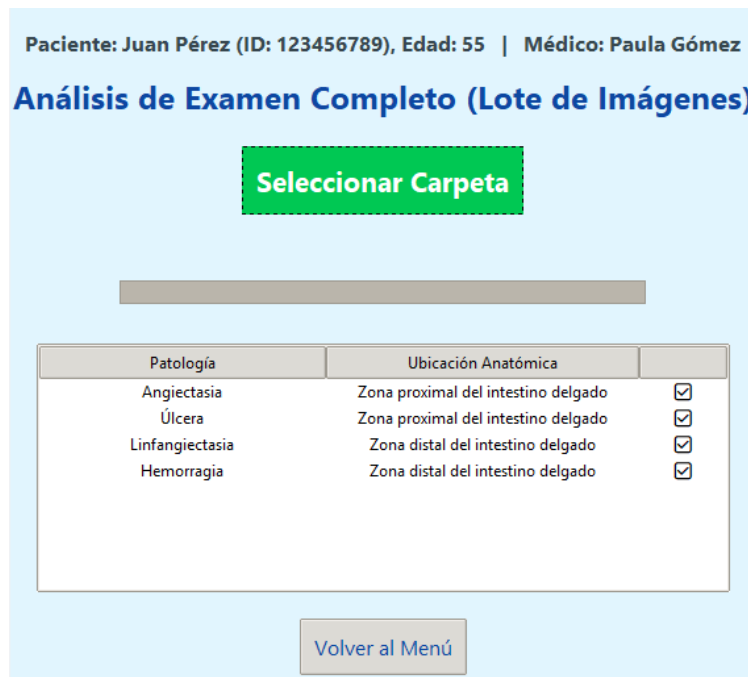 Paciente: Juan Pérez (ID: 123456789), Edad: 55 | Médico: Paula Gómez
Análisis de Examen Completo (Lote de Imágenes)
Seleccionar Carpeta
Patología Ubicación Anatómica
Angiectasia Zona proximal del intestino delgado
Úlcera Zona proximal del intestino delgado
Linfangiectasia Zona distal del intestino delgado
Hemorragia Zona distal del intestino delgado
Volver al Menú